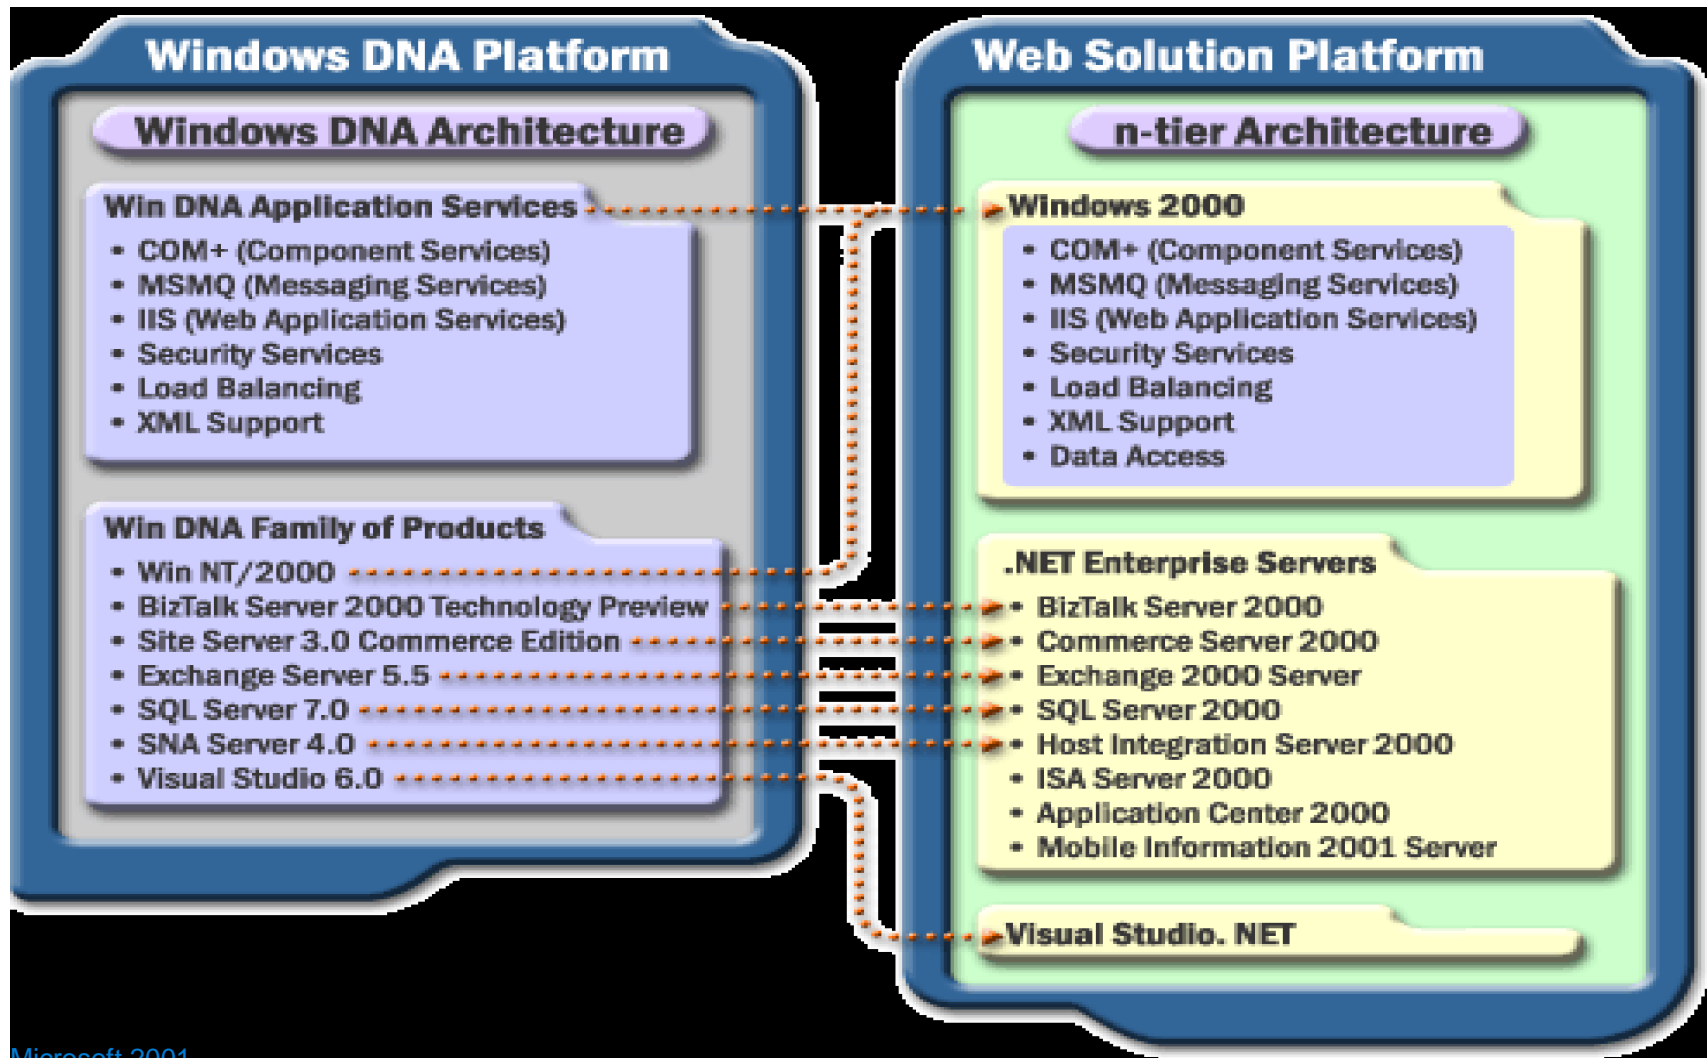 Windows DNA Platform
Windows DNA Architecture
Win DNA Application Services
• COM+ (Component Services)
• MSMQ (Messaging Services)
• IIS (Web Application Services)
• Security Services
• Load Balancing
• XML Support
Win DNA Family of Products
• Win NT/2000
• BizTalk Server 2000 Technology Preview
• Site Server 3.0 Commerce Edition
• Exchange Server 5.5
• SQL Server 7.0
• SNA Server 4.0
• Visual Studio 6.0
Web Solution Platform
n-tier Architecture
Windows 2000
• COM+ (Component Services)
• MSMQ (Messaging Services)
• IIS (Web Application Services)
• Security Services
• Load Balancing
• XML Support
• Data Access
.NET Enterprise Servers
• BizTalk Server 2000
• Commerce Server 2000
• Exchange 2000 Server
• SQL Server 2000
• Host Integration Server 2000
• ISA Server 2000
• Application Center 2000
• Mobile Information 2001 Server
Visual Studio. NET
Microsoft 2001